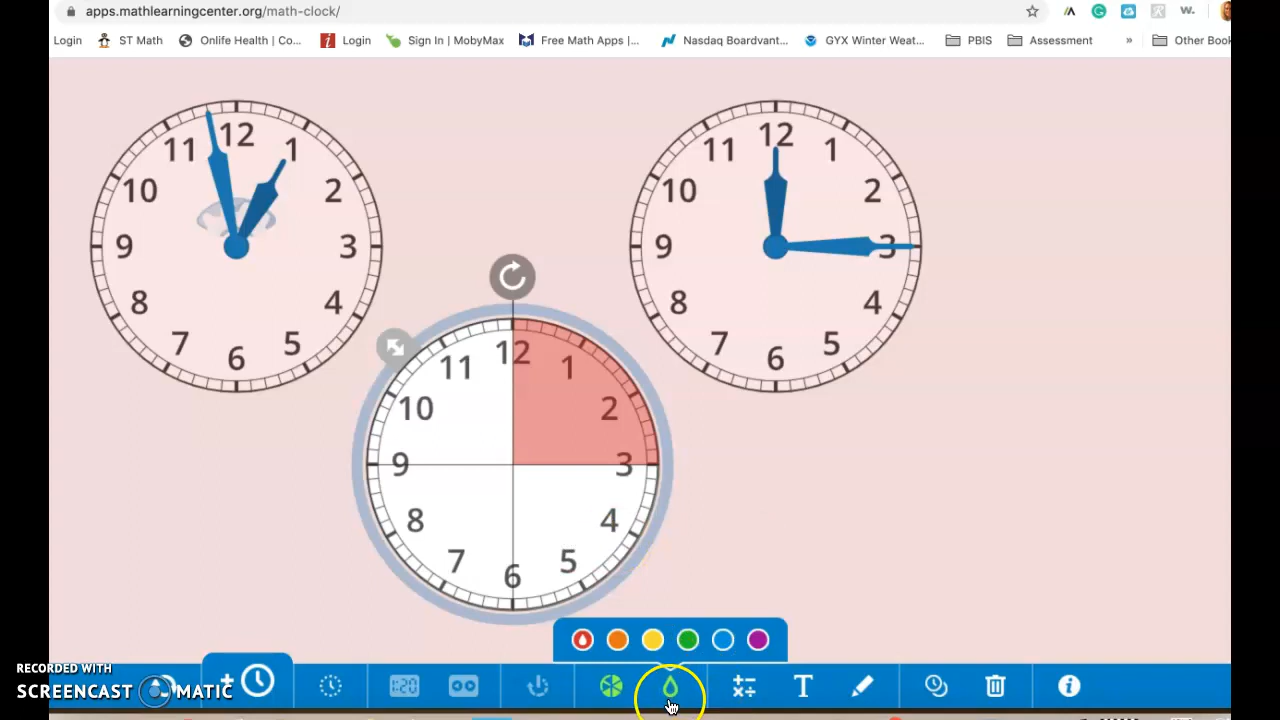 apps.mathlearningcenter.org/math-clock/
Login ST Math Onlife Health | Co... Login Sign In | MobyMax Free Math Apps |... Nasdaq Boardvant... GYX Winter Weat... PBIS Assessment » Other Book
12 1 2 3 4 5 6 7 8 9 10 11
12 1 2 3 4 5 6 7 8 9 10 11
12 1 2 3 4 5 6 7 8 9 10 11
1:20 T
RECORDED WITH
SCREENCAST MATIC